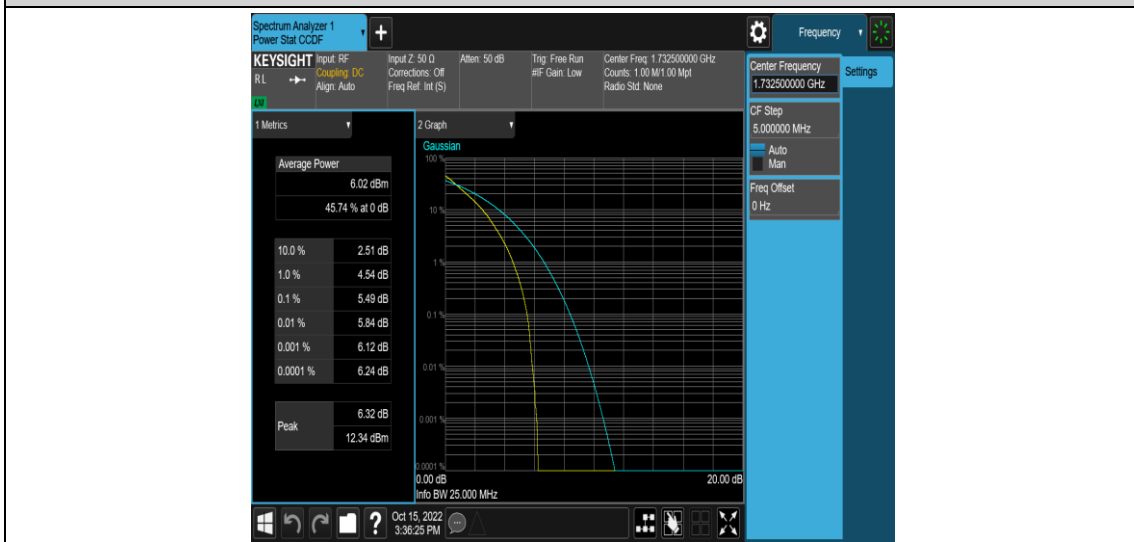 Spectrum Analyzer 1
Power Stat CCDF
Frequency
KEYSIGHT
RL
Input: RF
Coupling: DC
Align: Auto
Input Z: 50 Ω
Corrections: Off
Freq Ref: Int (S)
Atten: 50 dB
Trig: Free Run
#IF Gain: Low
Center Freq: 1.732500000 GHz
Counts: 1.00 M/1.00 Mpt
Radio Std: None
1 Metrics
Average Power
6.02 dBm
45.74 % at 0 dB
10.0 % 2.51 dB
1.0 % 4.54 dB
0.1 % 5.49 dB
0.01 % 5.84 dB
0.001 % 6.12 dB
0.0001 % 6.24 dB
Peak
6.32 dB
12.34 dBm
2 Graph
Gaussian
100 %
10 %
1 %
0.1 %
0.01 %
0.001 %
0.0001 %
0.00 dB
20.00 dB
Info BW 25.000 MHz
Center Frequency
1.732500000 GHz
Settings
CF Step
5.000000 MHz
Auto
Man
Freq Offset
0 Hz
?
Oct 15, 2022
3:36:25 PM